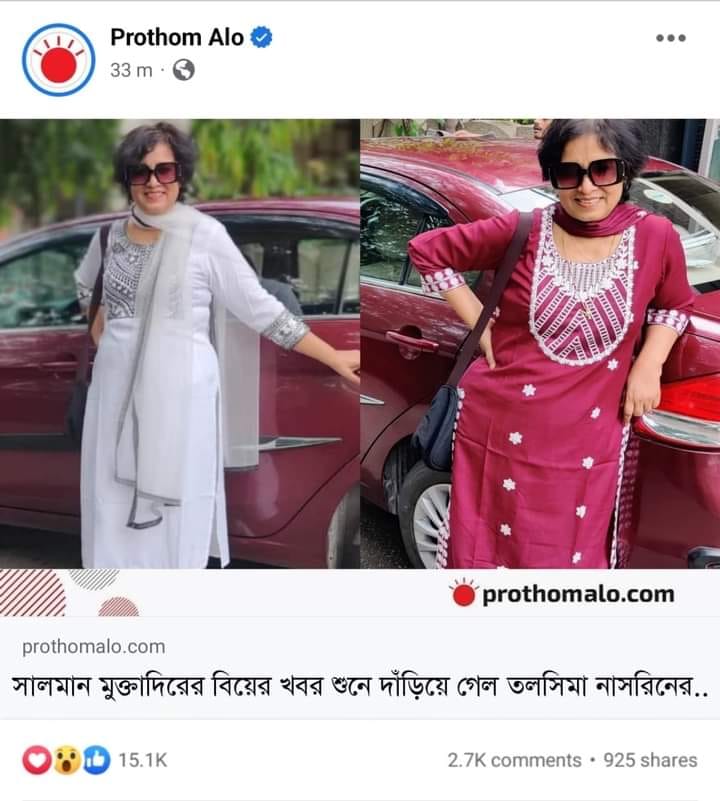 Prothom Alo
33 m
prothomalo.com
prothomalo.com
সালমান মুক্তাদিরের বিয়ের খবর শুনে দাঁড়িয়ে গেল তলসিমা নাসরিনের..
15.1K
2.7K comments • 925 shares